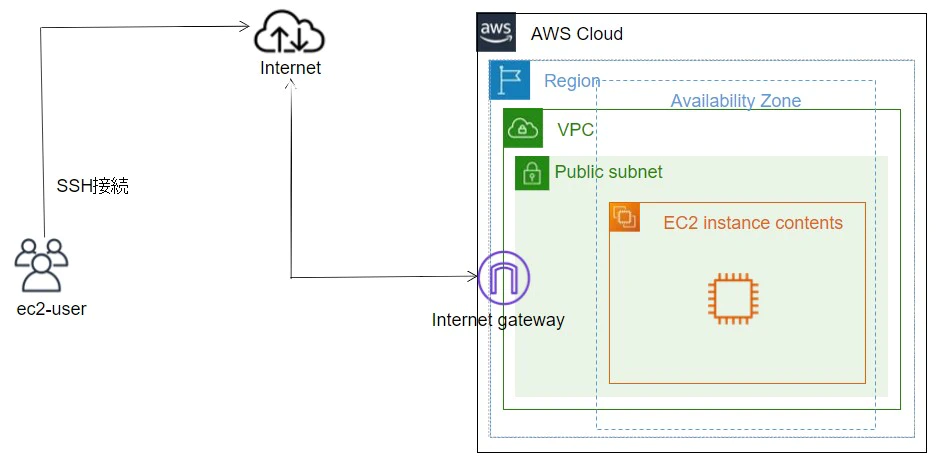 Internet
aws
AWS Cloud
Region
Availability Zone
VPC
Public subnet
SSH接続
EC2 instance contents
ec2-user
Internet gateway